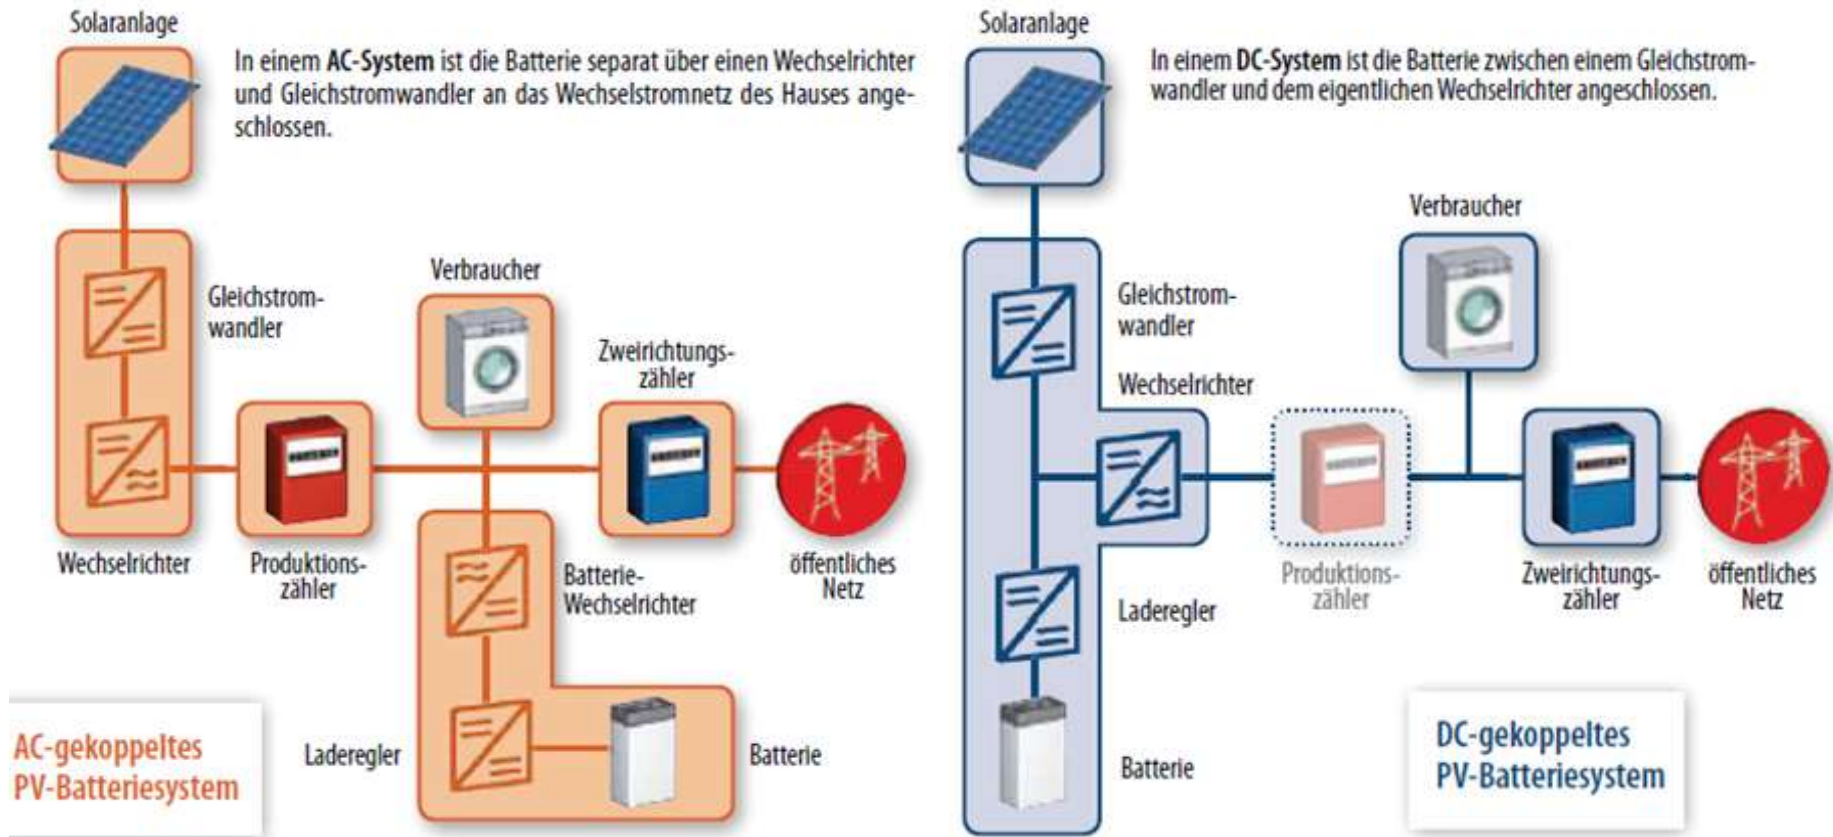 Solaranlage
In einem AC-System ist die Batterie separat über einen Wechselrichter
und Gleichstromwandler an das Wechselstromnetz des Hauses ange-
schlossen.
Gleichstrom-
wandler
Verbraucher
Zweirichtungs-
zähler
Wechselrichter
Produktions-
zähler
Batterie-
Wechselrichter
öffentliches
Netz
Laderegler
Batterie
AC-gekoppeltes
PV-Batteriesystem
Solaranlage
In einem DC-System ist die Batterie zwischen einem Gleichstrom-
wandler und dem eigentlichen Wechselrichter angeschlossen.
Verbraucher
Gleichstrom-
wandler
Wechselrichter
Produktions-
zähler
Zweirichtungs-
zähler
öffentliches
Netz
Laderegler
Batterie
DC-gekoppeltes
PV-Batteriesystem